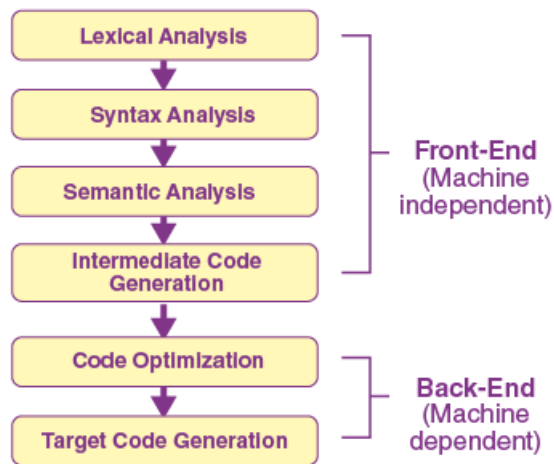 Lexical Analysis
Syntax Analysis
Semantic Analysis
Intermediate Code
Generation
Front-End
(Machine
independent)
Code Optimization
Target Code Generation
Back-End
(Machine
dependent)